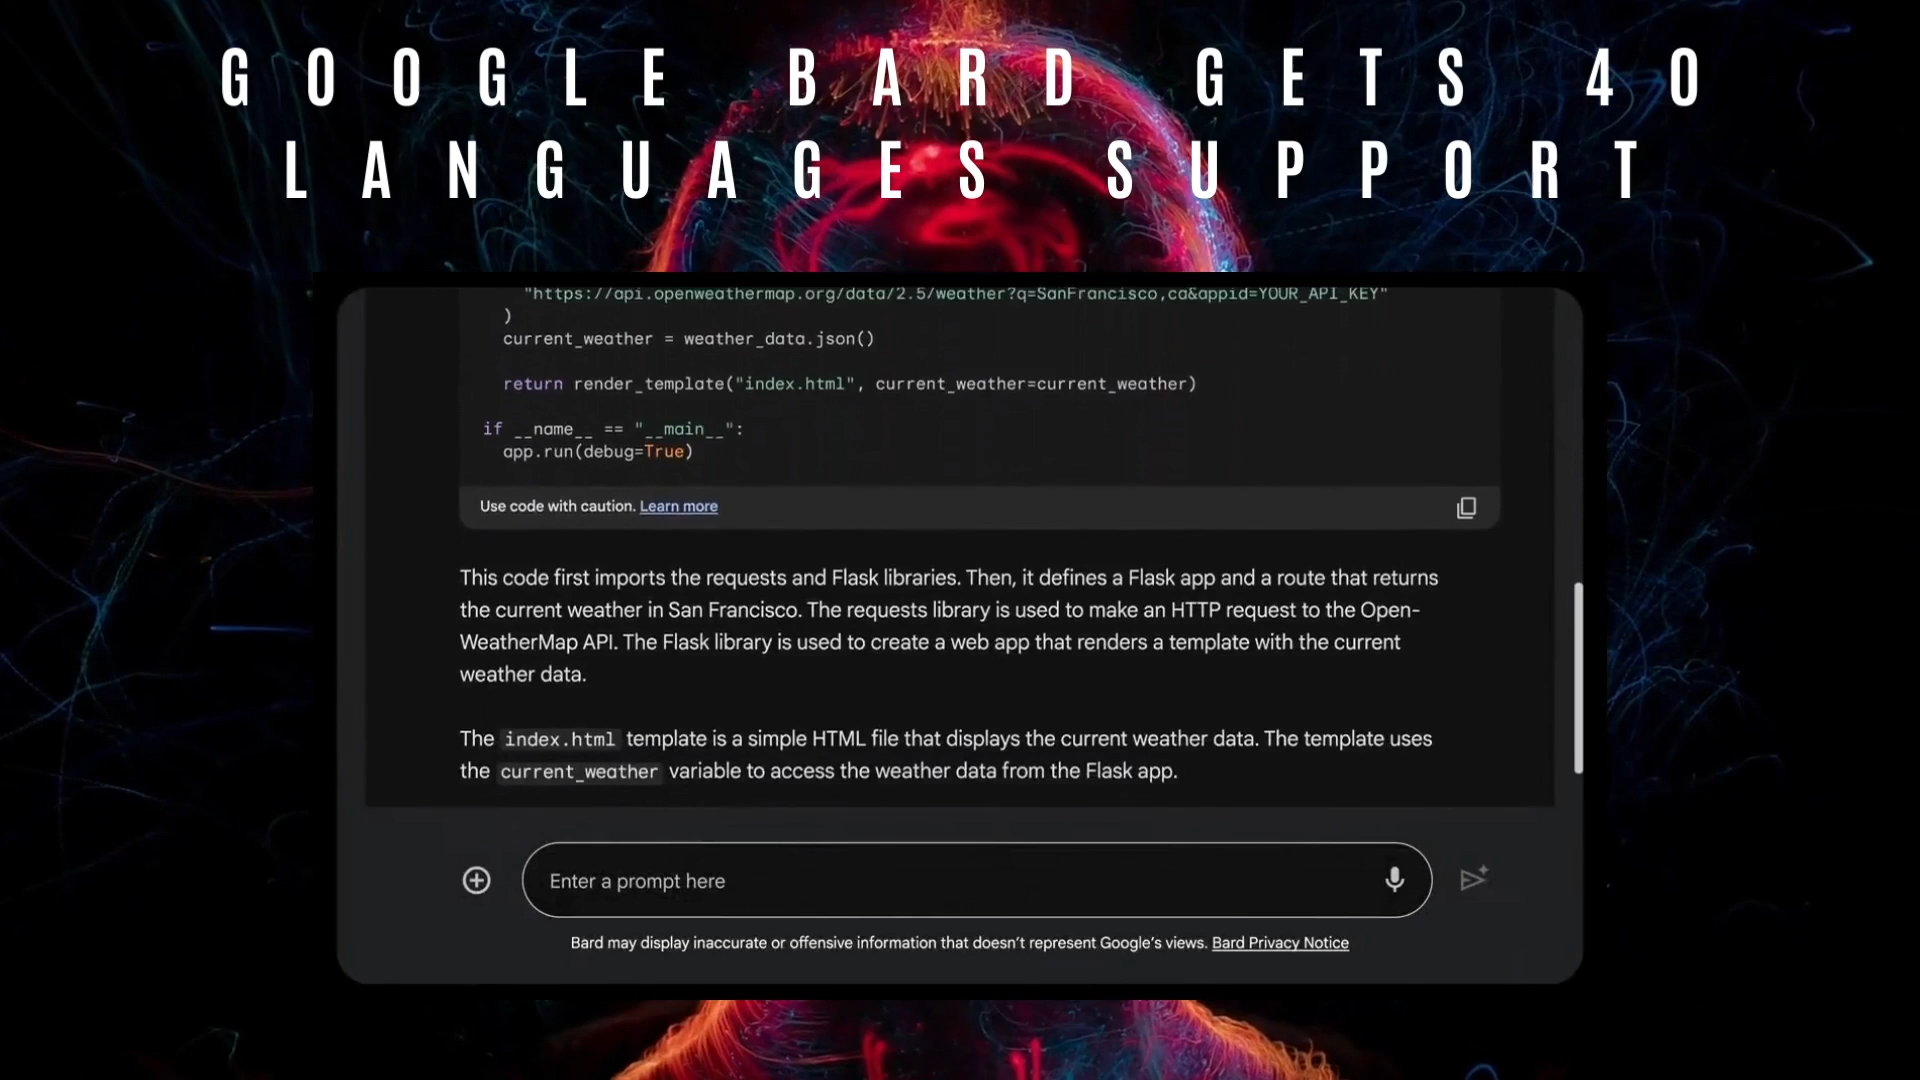 GOOGLE BARD GETS 40
LANGUAGES SUPPORT
"https://api.openweathermap.org/data/2.5/weather?q=SanFrancisco,ca&appid=YOUR_API_KEY"
)
current_weather = weather_data.json()
return render_template("index.html", current_weather=current_weather)
if __name__ == "__main__":
app.run(debug=True)
Use code with caution. Learn more
This code first imports the requests and Flask libraries. Then, it defines a Flask app and a route that returns
the current weather in San Francisco. The requests library is used to make an HTTP request to the Open-
WeatherMap API. The Flask library is used to create a web app that renders a template with the current
weather data.
The index.html template is a simple HTML file that displays the current weather data. The template uses
the current_weather variable to access the weather data from the Flask app.
Enter a prompt here
Bard may display inaccurate or offensive information that doesn't represent Google's views. Bard Privacy Notice